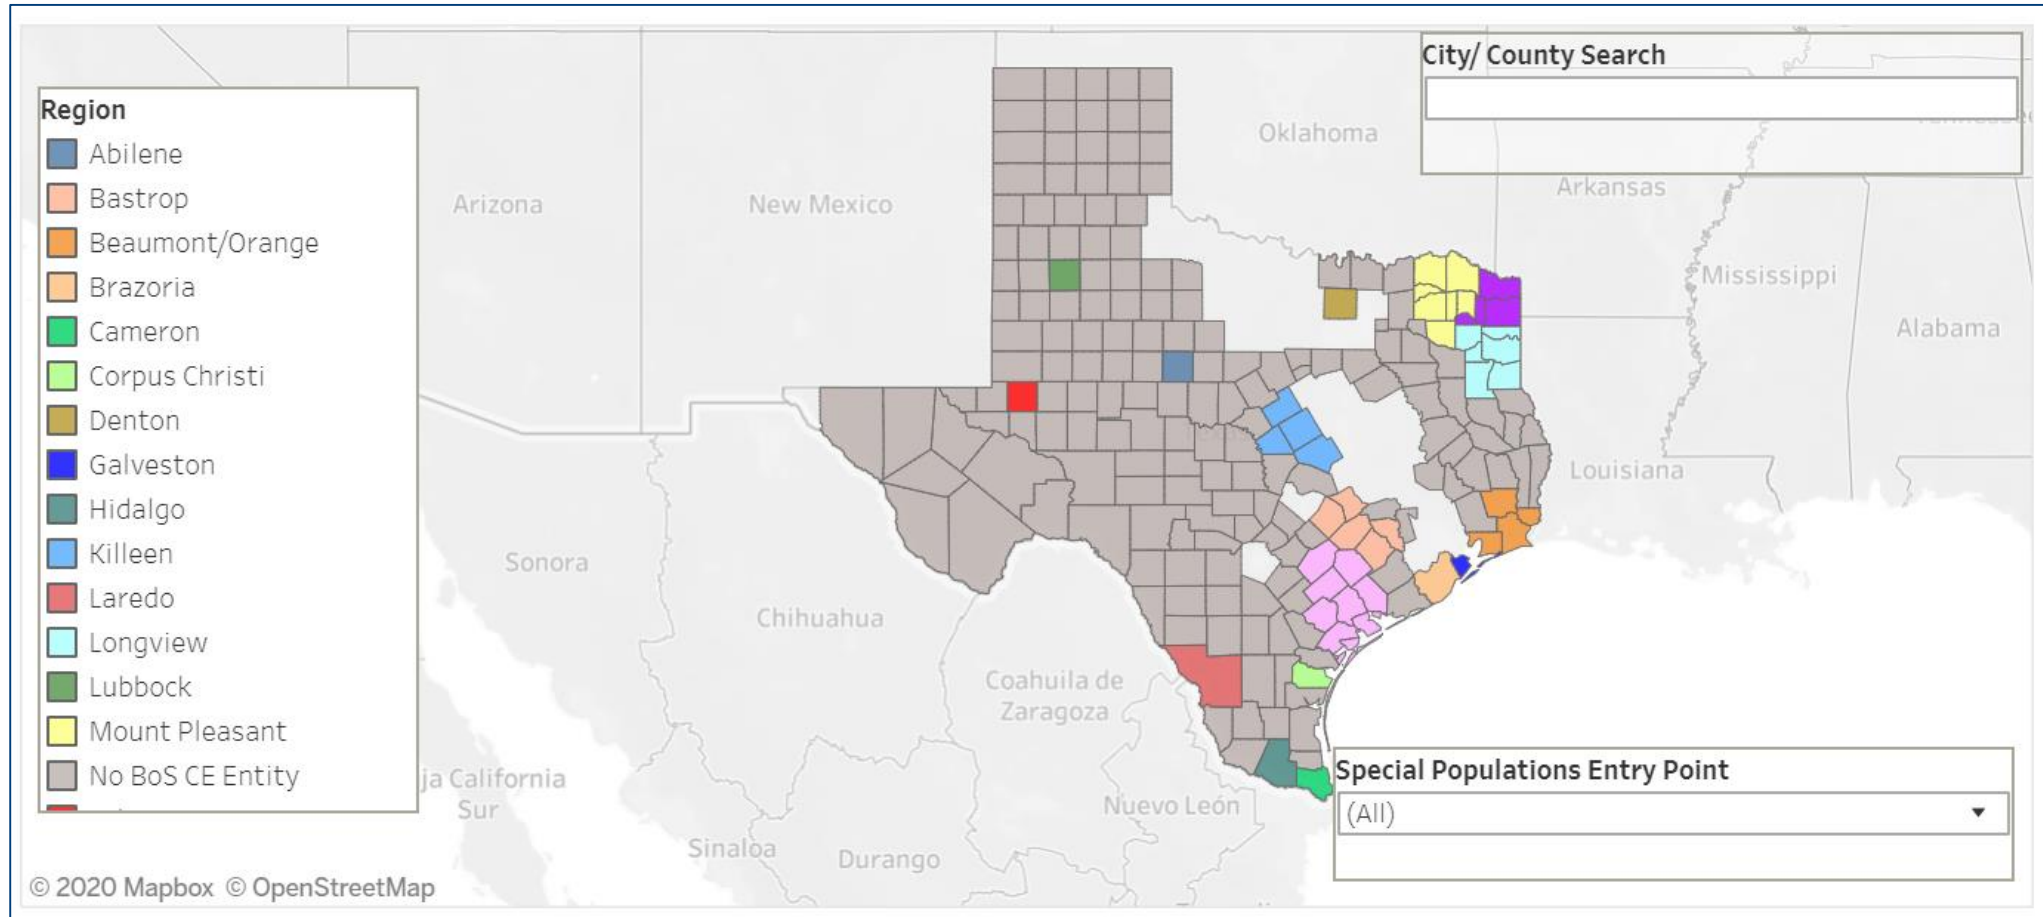 Region
Abilene
Bastrop
Beaumont/Orange
Brazoria
Cameron
Corpus Christi
Denton
Galveston
Hidalgo
Killeen
Laredo
Longview
Lubbock
Mount Pleasant
No BoS CE Entity
City/ County Search
Oklahoma
Arkansas
Arizona
New Mexico
Mississippi
Alabama
Louisiana
Sonora
Chihuahua
Coahuila de
Zaragoza
ja California
Sur
Nuevo León
Sinaloa
Durango
Special Populations Entry Point
(All)
© 2020 Mapbox © OpenStreetMap